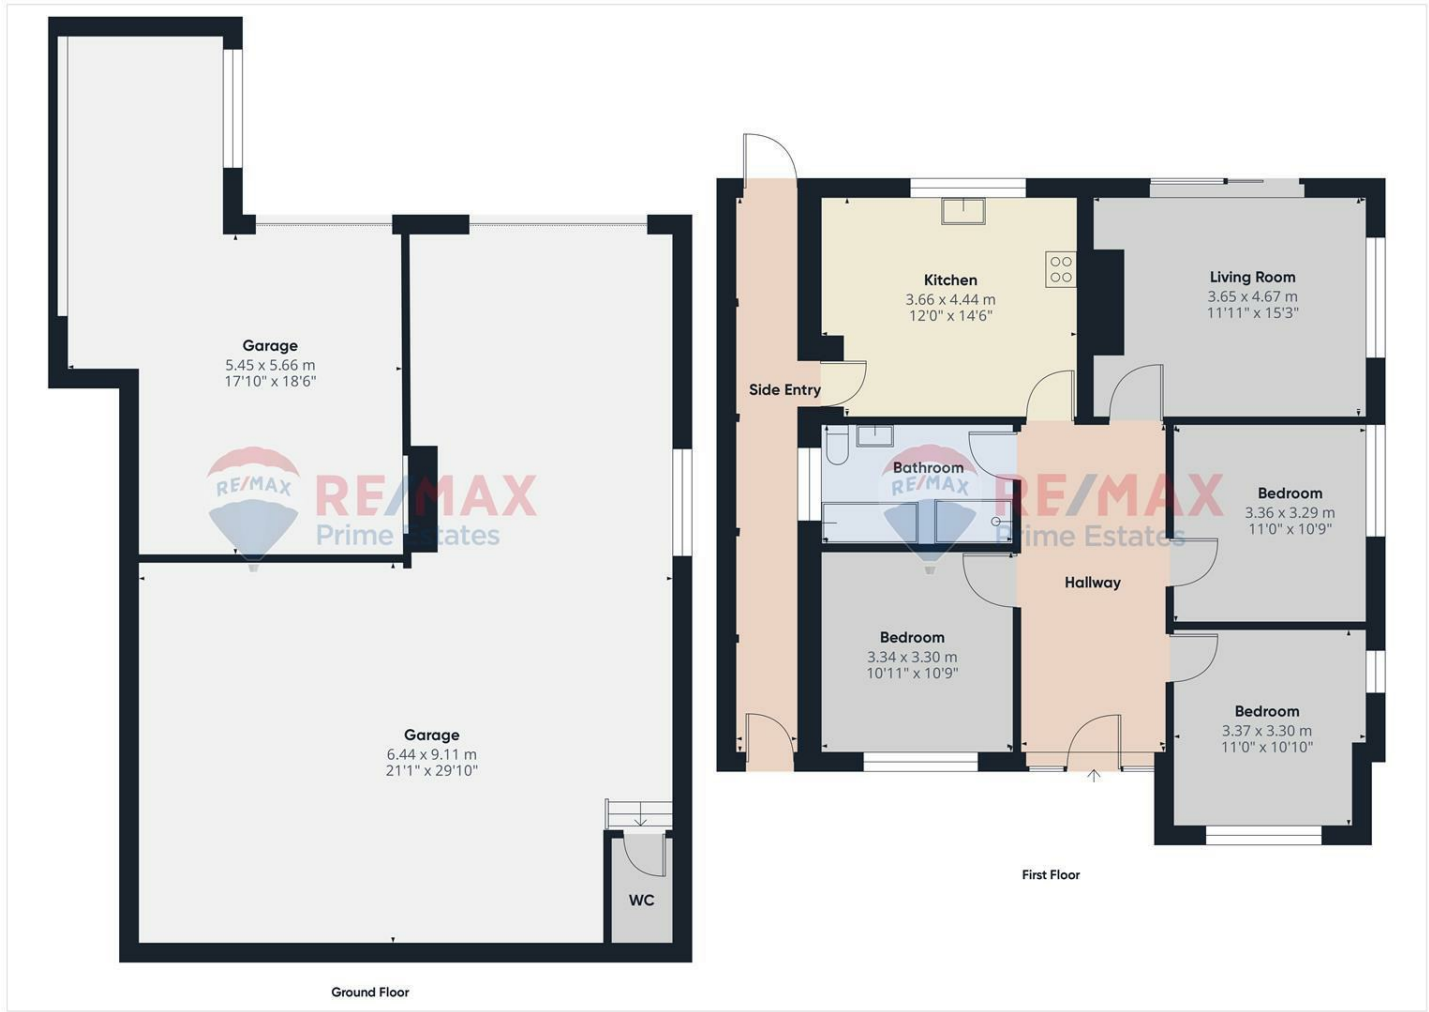 Garage
5.45 x 5.66 m
17'10" x 18'6"
RE/MAX
RE/MAX
Prime Estates
Garage
6.44 x 9.11 m
21'1" x 29'10"
WC
Ground Floor
Kitchen
3.66 x 4.44 m
12'0" x 14'6"
Living Room
3.65 x 4.67 m
11'11" x 15'3"
Side Entry
Bathroom
RE/MAX
RE/MAX
Prime Estates
Bedroom
3.36 x 3.29 m
11'0" x 10'9"
Hallway
Bedroom
3.34 x 3.30 m
10'11" x 10'9"
Bedroom
3.37 x 3.30 m
11'0" x 10'10"
First Floor